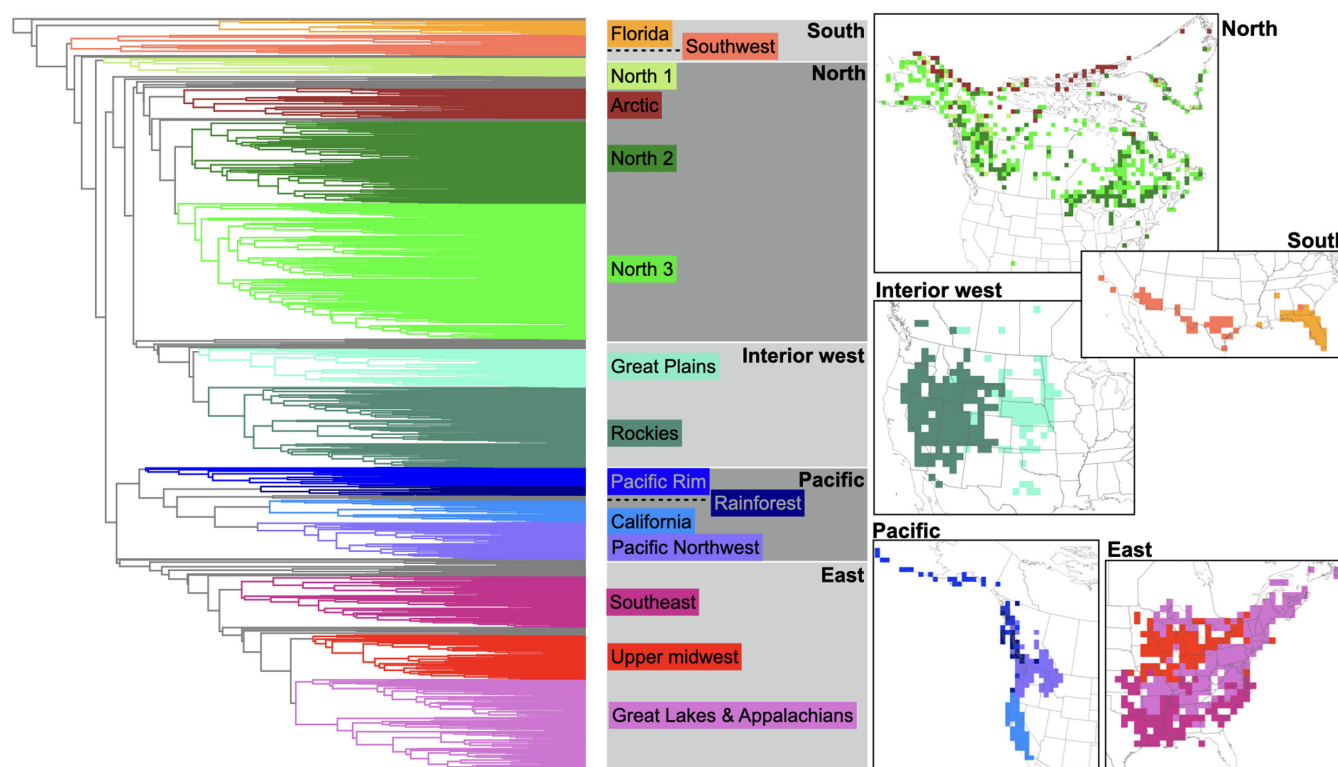 Florida
South
Southwest
North 1
North
Arctic
North 2
North 3
Great Plains
Interior west
Rockies
Pacific Rim
Pacific
Rainforest
California
Pacific Northwest
East
Southeast
Upper midwest
Great Lakes & Appalachians
North
South
Interior west
Pacific
East